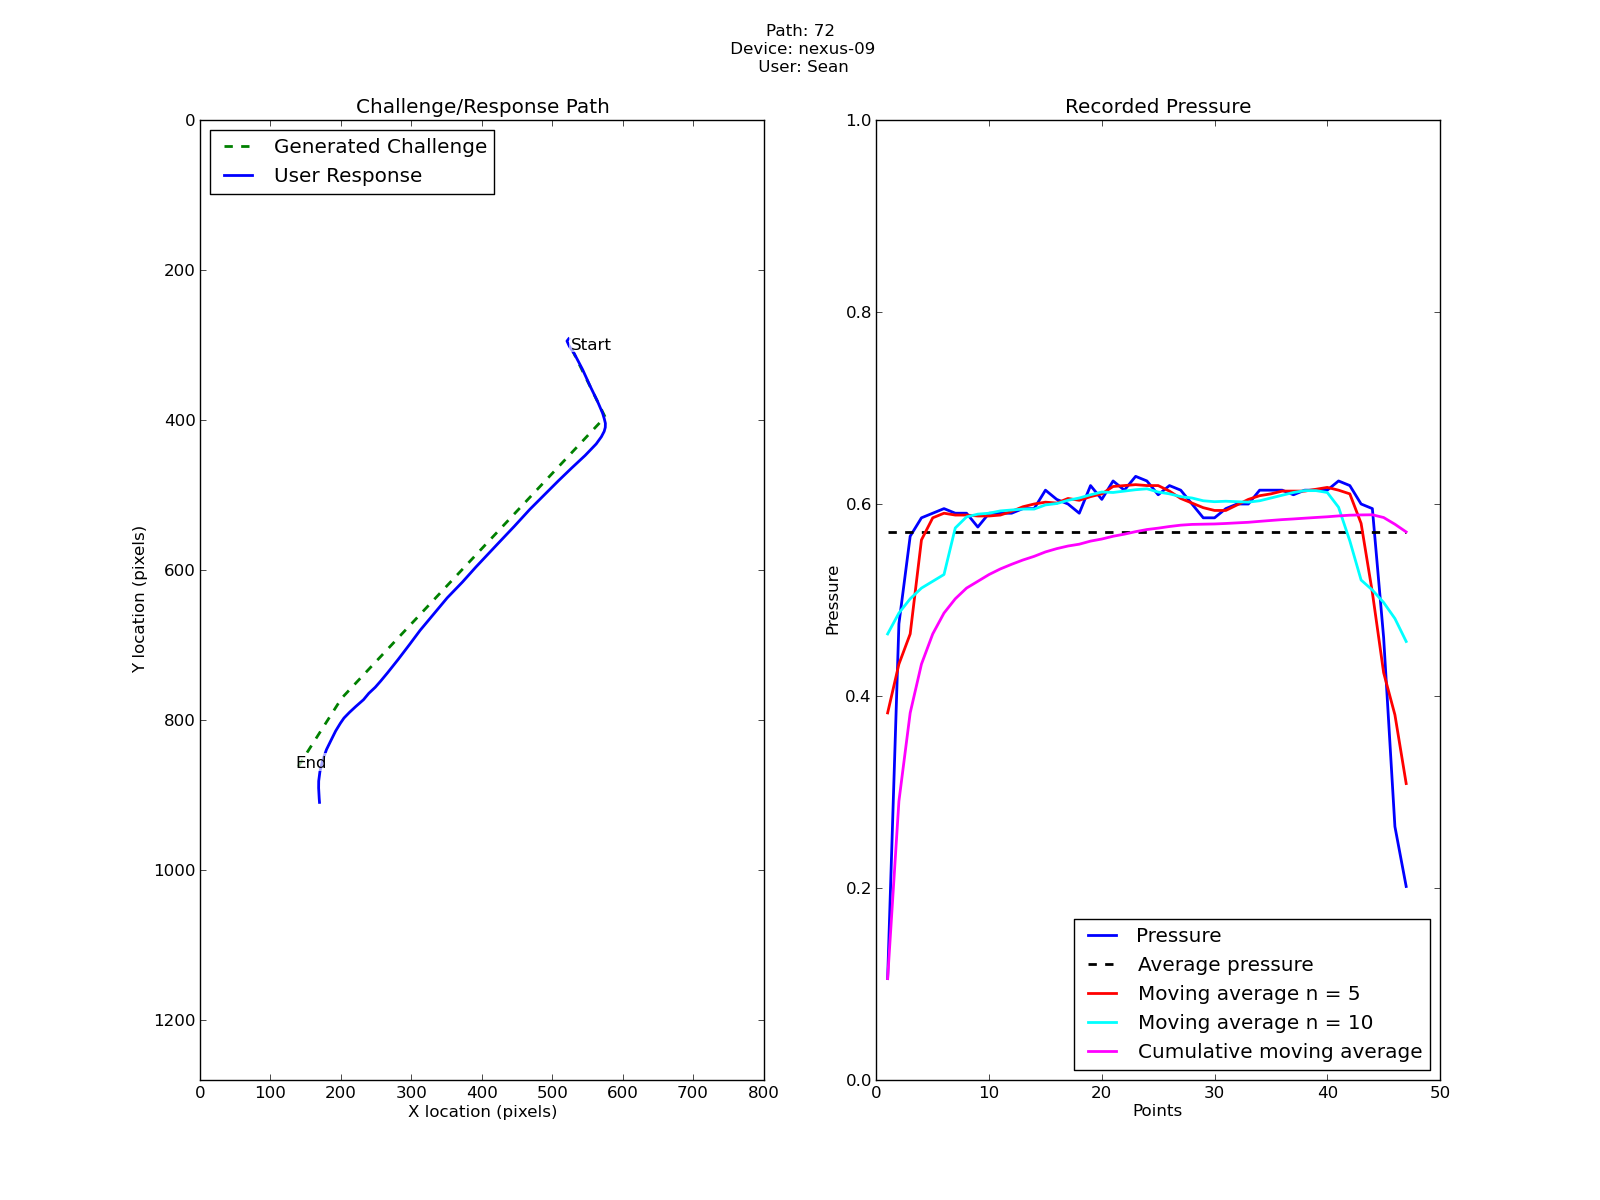 Path: 72
Device: nexus-09
User: Sean
Challenge/Response Path
Generated Challenge
User Response
Start
End
0
200
400
600
800
1000
1200
Y location (pixels)
0 100 200 300 400 500 600 700 800
X location (pixels)
Recorded Pressure
1.0
0.8
0.6
0.4
0.2
0.0
Pressure
Pressure
Average pressure
Moving average n = 5
Moving average n = 10
Cumulative moving average
0 10 20 30 40 50
Points